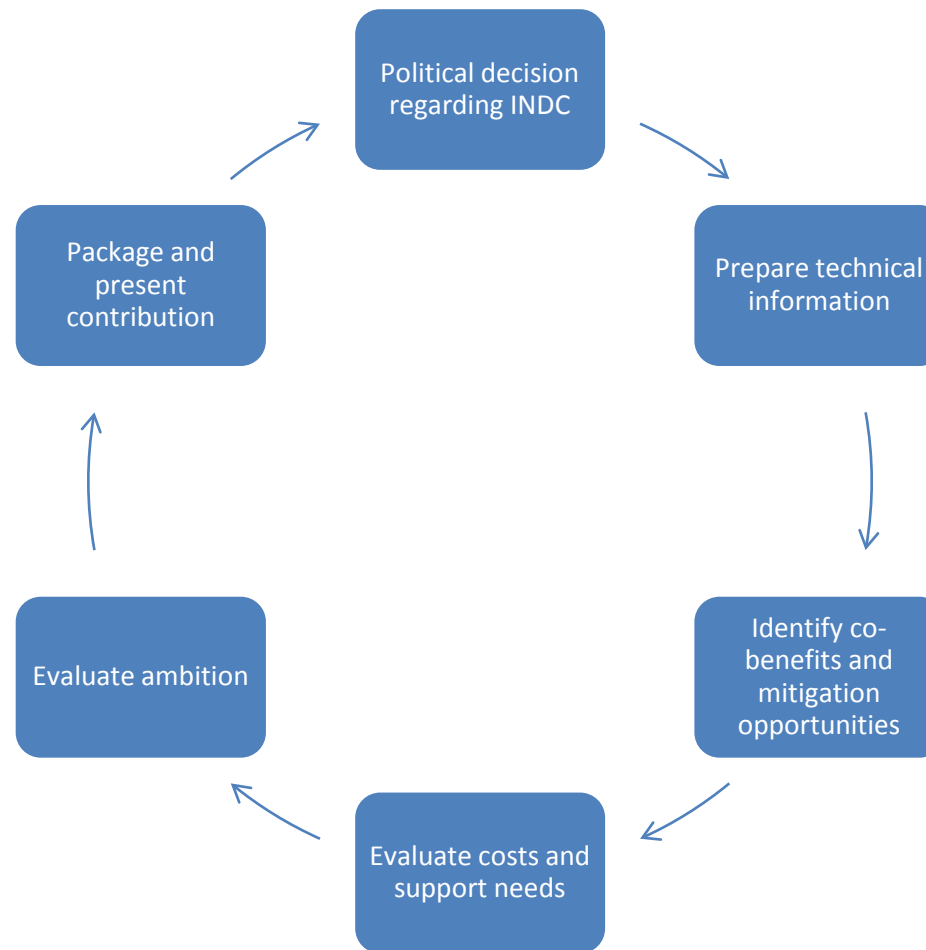 Political decision
regarding INDC
Prepare technical
information
Identify co-
benefits and
mitigation
opportunities
Evaluate costs and
support needs
Evaluate ambition
Package and
present
contribution